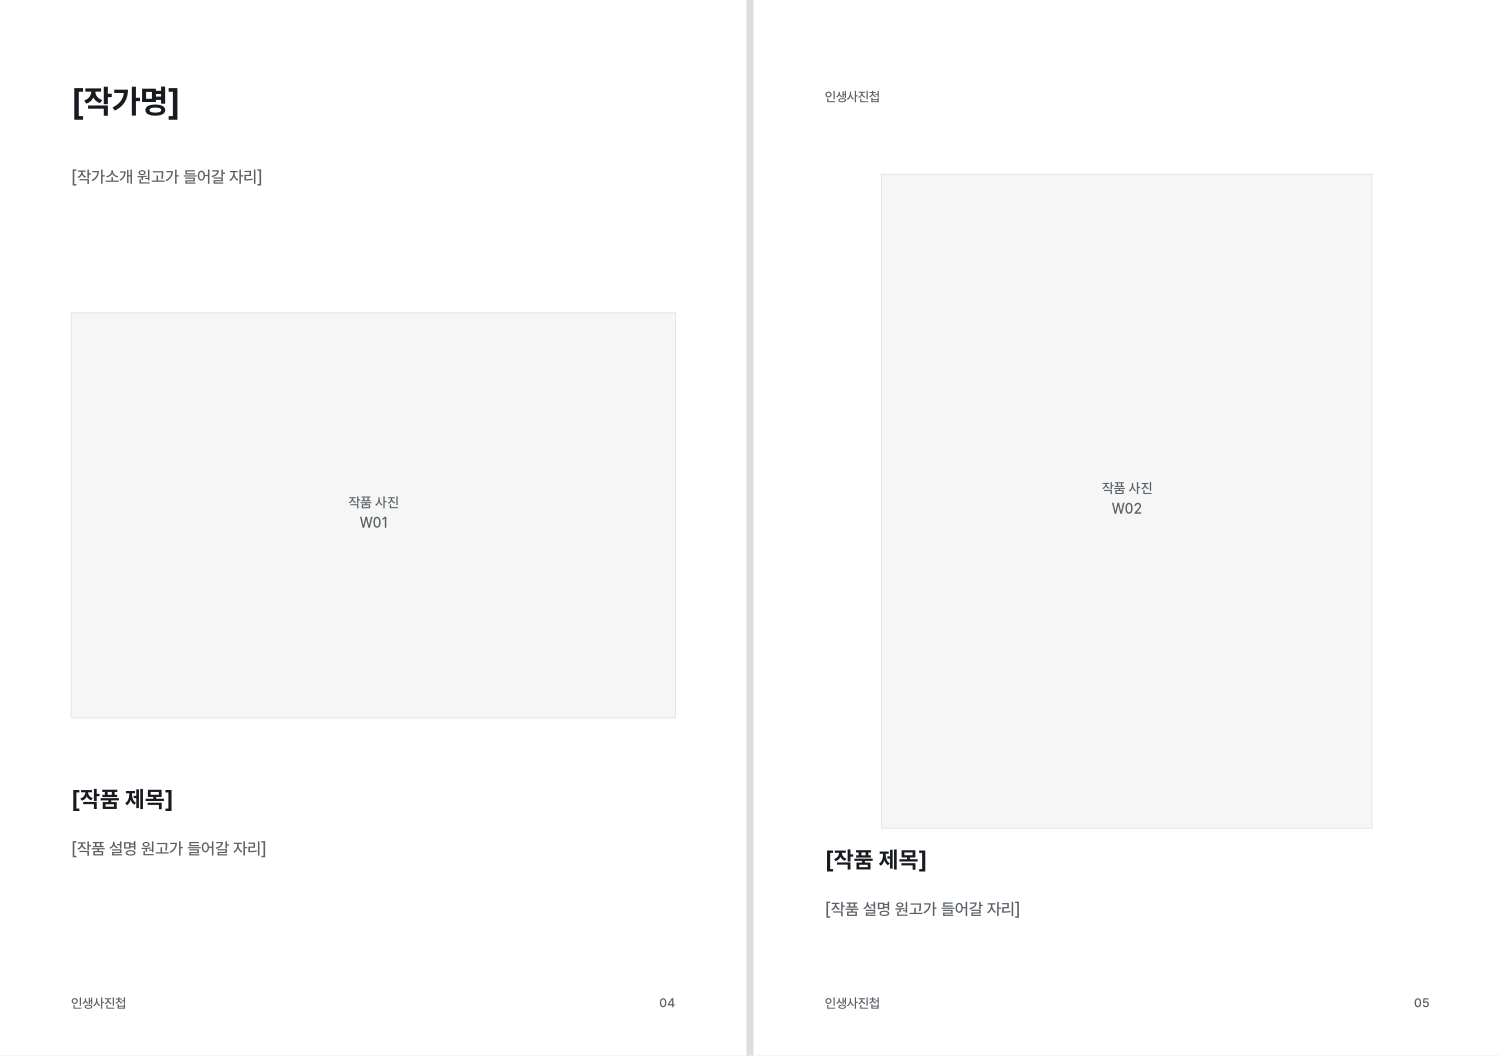 [작가명]
[작가소개 원고가 들어갈 자리]
작품 사진
W01
[작품 제목]
[작품 설명 원고가 들어갈 자리]
인생사진첩
04
인생사진첩
작품 사진
W02
[작품 제목]
[작품 설명 원고가 들어갈 자리]
인생사진첩
05